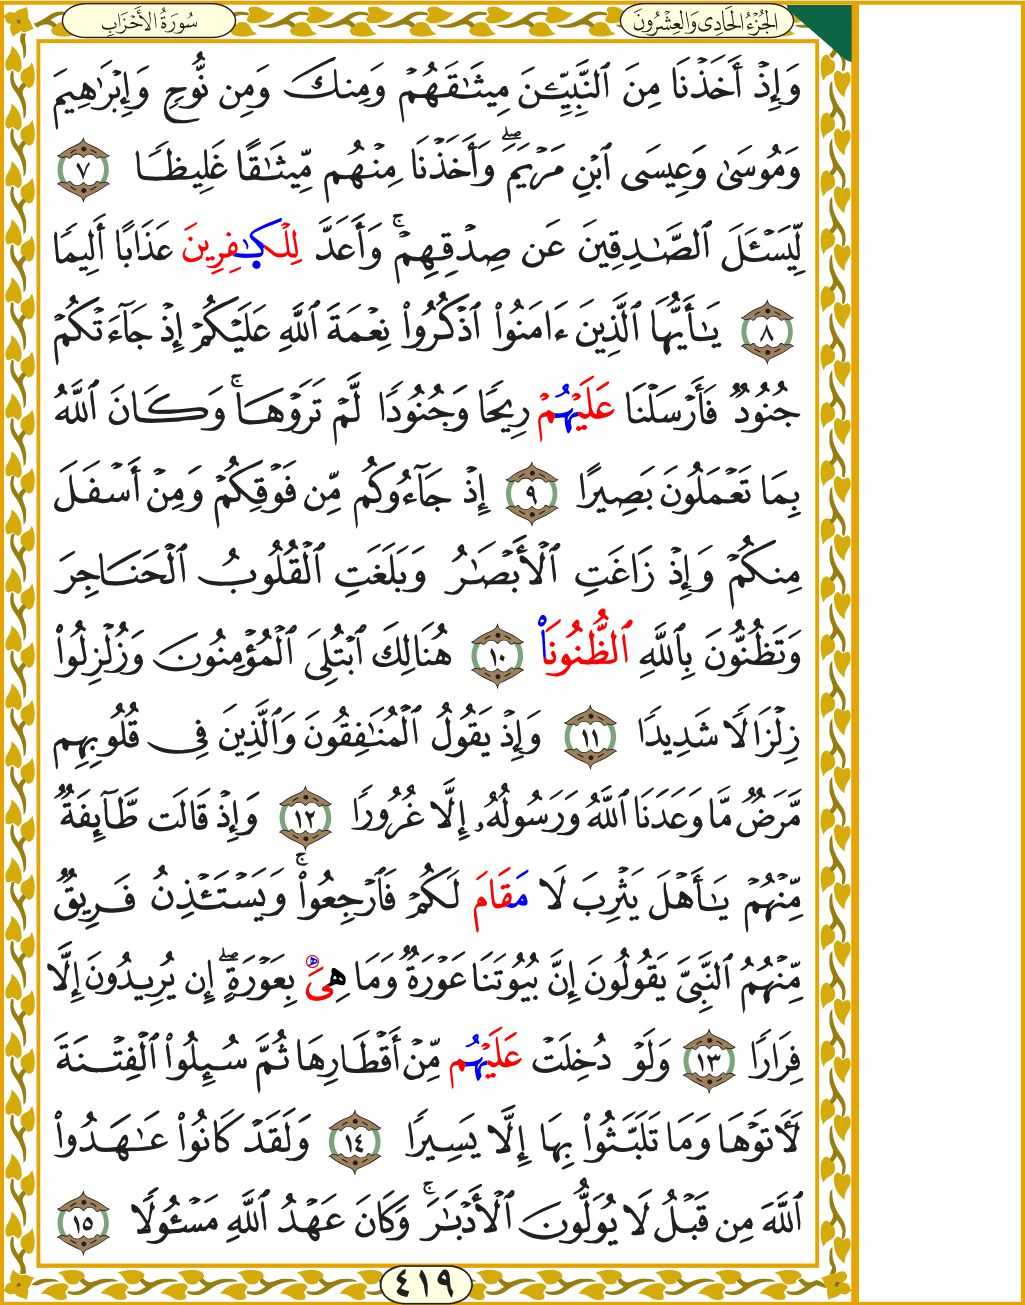 الجُزْءُ الحَادِى وَالعِشْرُونَ
سُورَةُ الأَحْزَابِ
وَإِذْ أَخَذْنَا مِنَ ٱلنَّبِيِّـۧنَ مِيثَـٰقَهُمْ وَمِنكَ وَمِن نُّوحٍ وَإِبْرَٰهِيمَ
وَمُوسَىٰ وَعِيسَى ٱبْنِ مَرْيَمَ ۖ وَأَخَذْنَا مِنْهُم مِّيثَـٰقًا غَلِيظًا ٧
لِّيَسْـَٔلَ ٱلصَّـٰدِقِينَ عَن صِدْقِهِمْ ۚ وَأَعَدَّ لِلْكَـٰفِرِينَ عَذَابًا أَلِيمًا
٨ يَـٰٓأَيُّهَا ٱلَّذِينَ ءَامَنُوا۟ ٱذْكُرُوا۟ نِعْمَةَ ٱللَّهِ عَلَيْكُمْ إِذْ جَآءَتْكُمْ
جُنُودٌ فَأَرْسَلْنَا عَلَيْهُمْ رِيحًا وَجُنُودًا لَّمْ تَرَوْهَا ۚ وَكَانَ ٱللَّهُ
بِمَا تَعْمَلُونَ بَصِيرًا ٩ إِذْ جَآءُوكُم مِّن فَوْقِكُمْ وَمِنْ أَسْفَلَ
مِنكُمْ وَإِذْ زَاغَتِ ٱلْأَبْصَـٰرُ وَبَلَغَتِ ٱلْقُلُوبُ ٱلْحَنَاجِرَ
وَتَظُنُّونَ بِٱللَّهِ ٱلظُّنُونَا۠ ١٠ هُنَالِكَ ٱبْتُلِىَ ٱلْمُؤْمِنُونَ وَزُلْزِلُوا۟
زِلْزَالًا شَدِيدًا ١١ وَإِذْ يَقُولُ ٱلْمُنَـٰفِقُونَ وَٱلَّذِينَ فِى قُلُوبِهِم
مَّرَضٌ مَّا وَعَدَنَا ٱللَّهُ وَرَسُولُهُۥٓ إِلَّا غُرُورًا ١٢ وَإِذْ قَالَت طَّآئِفَةٌ
مِّنْهُمْ يَـٰٓأَهْلَ يَثْرِبَ لَا مَقَامَ لَكُمْ فَٱرْجِعُوا۟ ۚ وَيَسْتَـْٔذِنُ فَرِيقٌ
مِّنْهُمُ ٱلنَّبِىَّ يَقُولُونَ إِنَّ بُيُوتَنَا عَوْرَةٌ وَمَا هِىَ بِعَوْرَةٍ ۖ إِن يُرِيدُونَ إِلَّا
فِرَارًا ١٣ وَلَوْ دُخِلَتْ عَلَيْهُم مِّنْ أَقْطَارِهَا ثُمَّ سُئِلُوا۟ ٱلْفِتْنَةَ
لَـَٔاتَوْهَا وَمَا تَلَبَّثُوا۟ بِهَآ إِلَّا يَسِيرًا ١٤ وَلَقَدْ كَانُوا۟ عَـٰهَدُوا۟
ٱللَّهَ مِن قَبْلُ لَا يُوَلُّونَ ٱلْأَدْبَـٰرَ ۚ وَكَانَ عَهْدُ ٱللَّهِ مَسْـُٔولًا ١٥
٤١٩